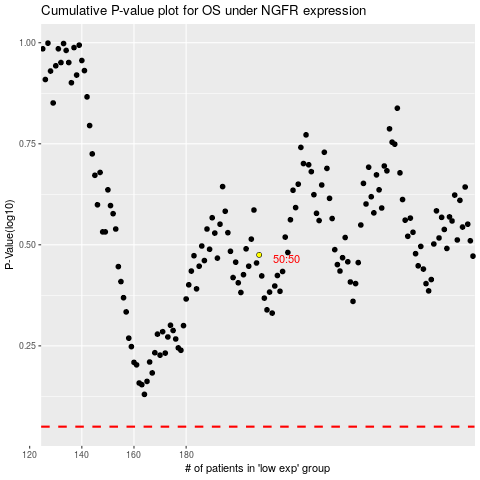 Cumulative P-value plot for OS under NGFR expression
P-Value(log10)
1.00
0.75
0.50
0.25
50:50
120 140 160 180
# of patients in 'low exp' group